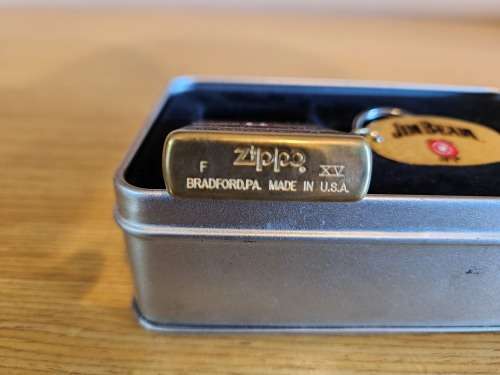 Zippo
F XV
BRADFORD,PA. MADE IN U.S.A.
JIM BEAM